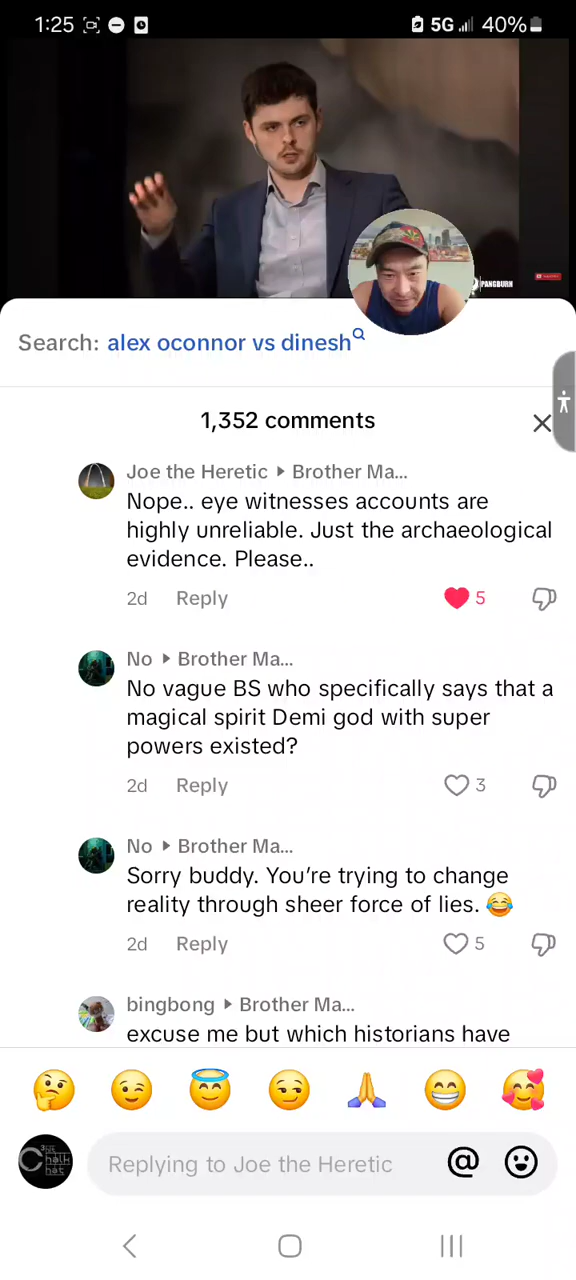 1:25
5G 40%
PANGBURN
Search: alex oconnor vs dinesh
1,352 comments
Joe the Heretic Brother Ma...
Nope.. eye witnesses accounts are
highly unreliable. Just the archaeological
evidence. Please..
2d Reply 5
No Brother Ma...
No vague BS who specifically says that a
magical spirit Demi god with super
powers existed?
2d Reply 3
No Brother Ma...
Sorry buddy. You’re trying to change
reality through sheer force of lies. 😂
2d Reply 5
bingbong Brother Ma...
excuse me but which historians have
Replying to Joe the Heretic @